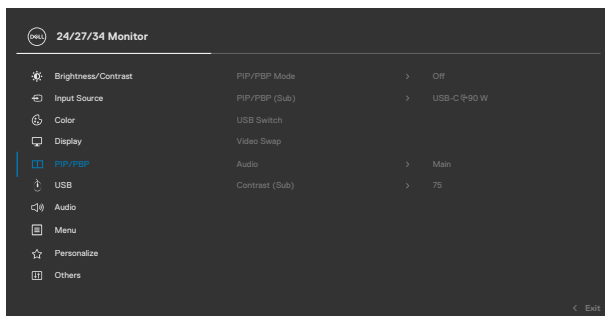 DELL 24/27/34 Monitor
Brightness/Contrast PIP/PBP Mode > Off
Input Source PIP/PBP (Sub) > USB-C 90 W
Color USB Switch
Display Video Swap
PIP/PBP Audio > Main
USB Contrast (Sub) > 75
Audio
Menu
Personalize
Others
< Exit